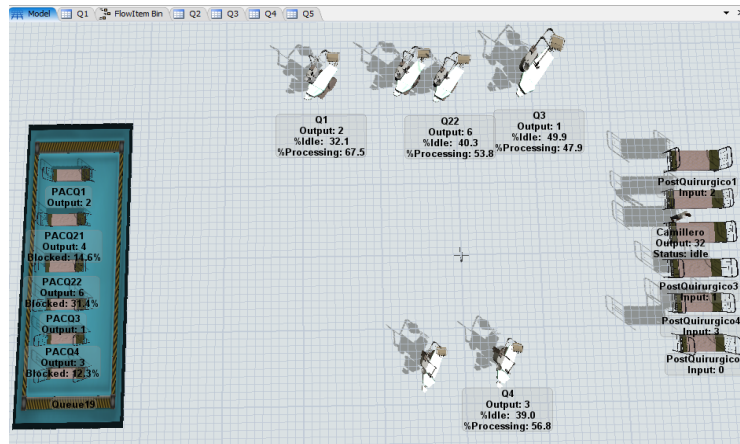 Model Q1 FlowItem Bin Q2 Q3 Q4 Q5
Q1
Output: 2
%Idle: 32.1
%Processing: 67.5
Q22
Output: 6
%Idle: 40.3
%Processing: 53.8
Q3
Output: 1
%Idle: 49.9
%Processing: 47.9
PACQ1
Output: 2
PACQ21
Output: 4
Blocked: 14.6%
PACQ22
Output: 6
Blocked: 31.4%
PACQ3
Output: 1
PACQ4
Output: 3
Blocked: 12.3%
Queue19
PostQuirurgico1
Input: 2
Camillero
Output: 32
Status: idle
PostQuirurgico3
Input: 1
PostQuirurgico4
Input: 3
PostQuirurgico
Input: 0
Q4
Output: 3
%Idle: 39.0
%Processing: 56.8